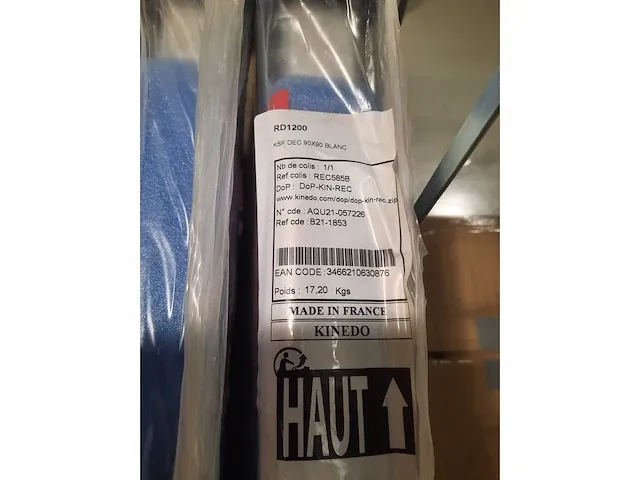 RD1200
KSF DEC 90X90 BLANC
Nb de colis : 1/1
Ref colis : REC585B
DoP : DoP-KIN-REC
www.kinedo.com/dop/dop-kin-rec.zip
N° cde : AQU21-057226
Ref cde : B21-1853
EAN CODE : 3466210630876
Poids : 17,20 Kgs
MADE IN FRANCE
KINEDO
HAUT